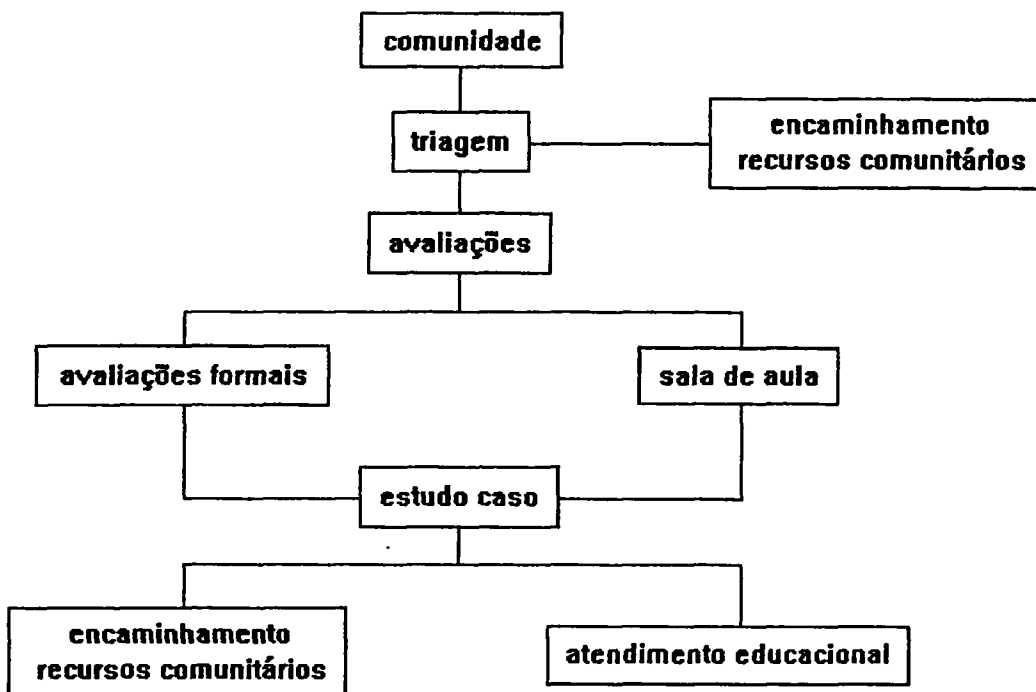 comunidade
triagem
encaminhamento
recursos comunitários
avaliações
avaliações formais
sala de aula
estudo caso
encaminhamento
recursos comunitários
atendimento educacional